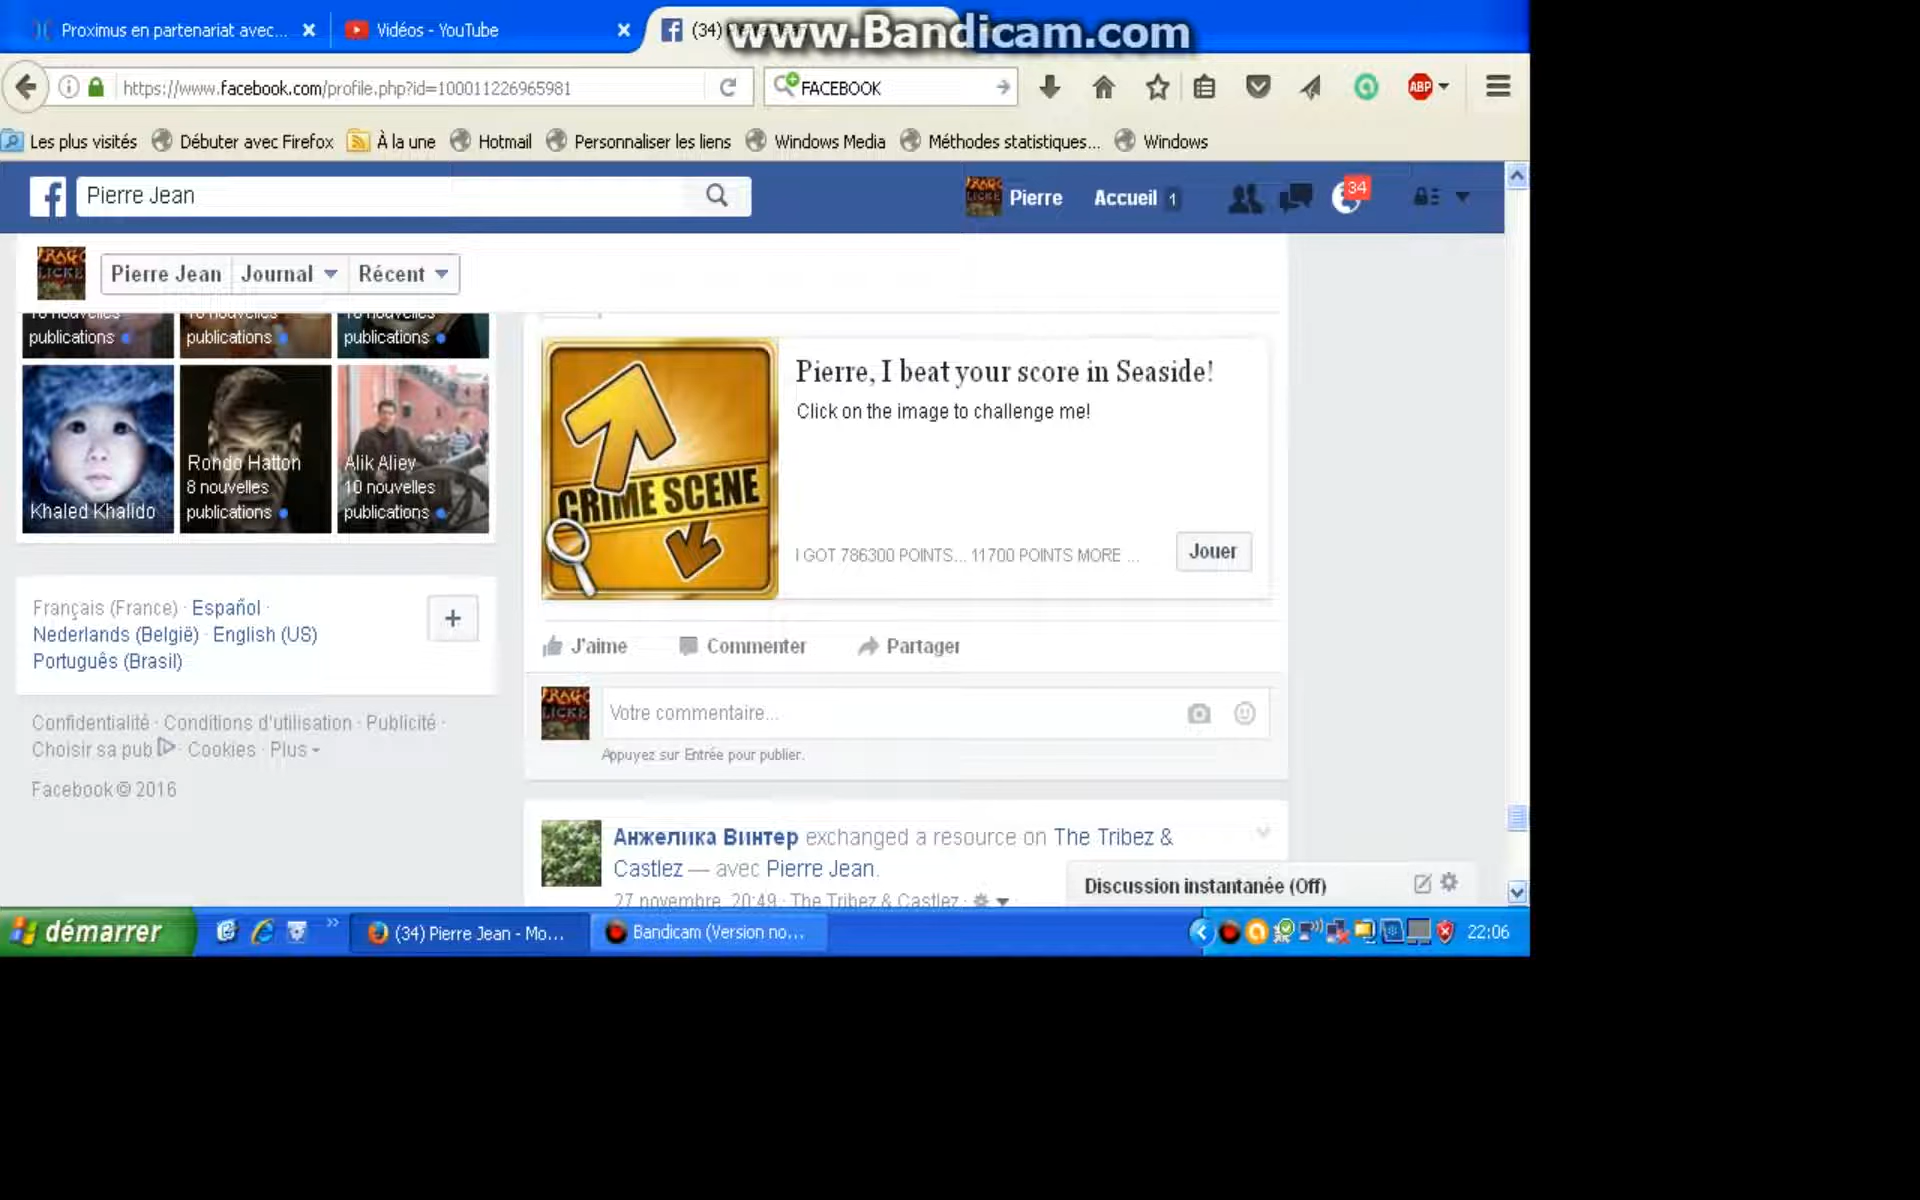 Proximus en partenariat avec...
Vidéos - YouTube
(34)
www.Bandicam.com
https://www.facebook.com/profile.php?id=100011226965981
FACEBOOK
ABP
Les plus visités
Débuter avec Firefox
À la une
Hotmail
Personnaliser les liens
Windows Media
Méthodes statistiques...
Windows
Pierre Jean
Pierre
Accueil 1
34
Pierre Jean
Journal
Récent
publications
publications
publications
Khaled Khalido
Rondo Hatton
8 nouvelles
publications
Alik Aliev
10 nouvelles
publications
CRIME SCENE
Pierre, I beat your score in Seaside!
Click on the image to challenge me!
I GOT 786300 POINTS... 11700 POINTS MORE ...
Jouer
J'aime
Commenter
Partager
Votre commentaire...
Appuyez sur Entrée pour publier.
Français (France) · Español ·
Nederlands (België) · English (US)
Português (Brasil)
+
Confidentialité · Conditions d'utilisation · Publicité ·
Choisir sa pub · Cookies · Plus
Facebook © 2016
Анжелика Винтер exchanged a resource on The Tribez &
Castlez — avec Pierre Jean.
27 novembre, 20:49 · The Tribez & Castlez ·
Discussion instantanée (Off)
démarrer
(34) Pierre Jean - Mo...
Bandicam (Version no...
22:06